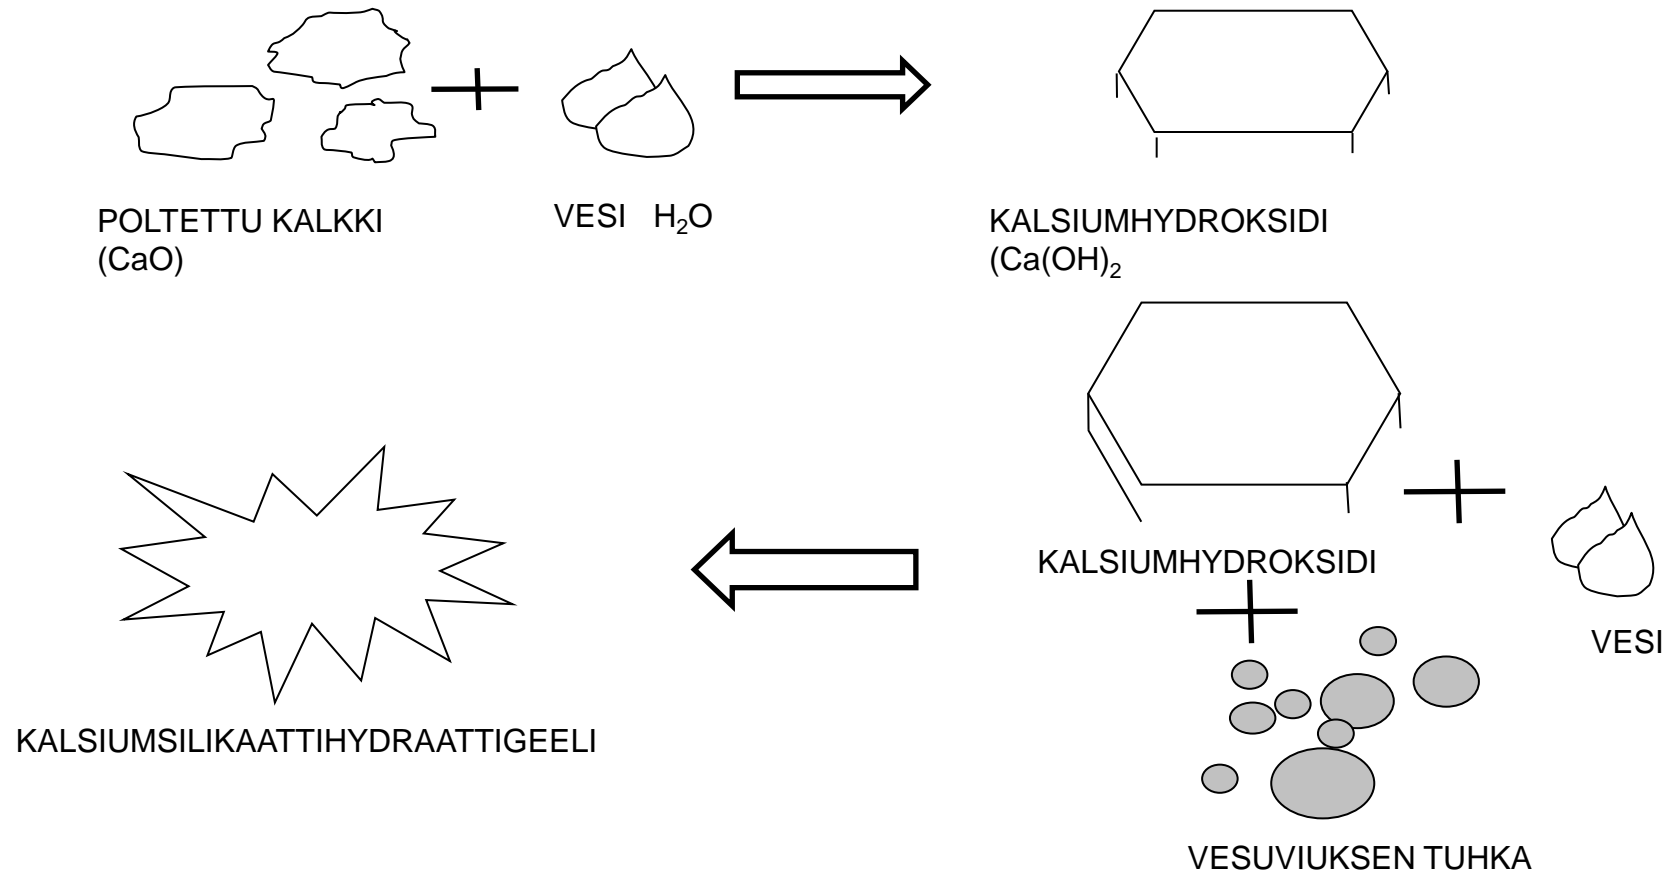 POLTETTU KALKKI
(CaO)
VESI H₂O
KALSIUMHYDROKSIDI
(Ca(OH)₂
KALSIUMHYDROKSIDI
VESI
VESUVIUKSEN TUHKA
KALSIUMSILIKAATTIHYDRAATTIGEELI